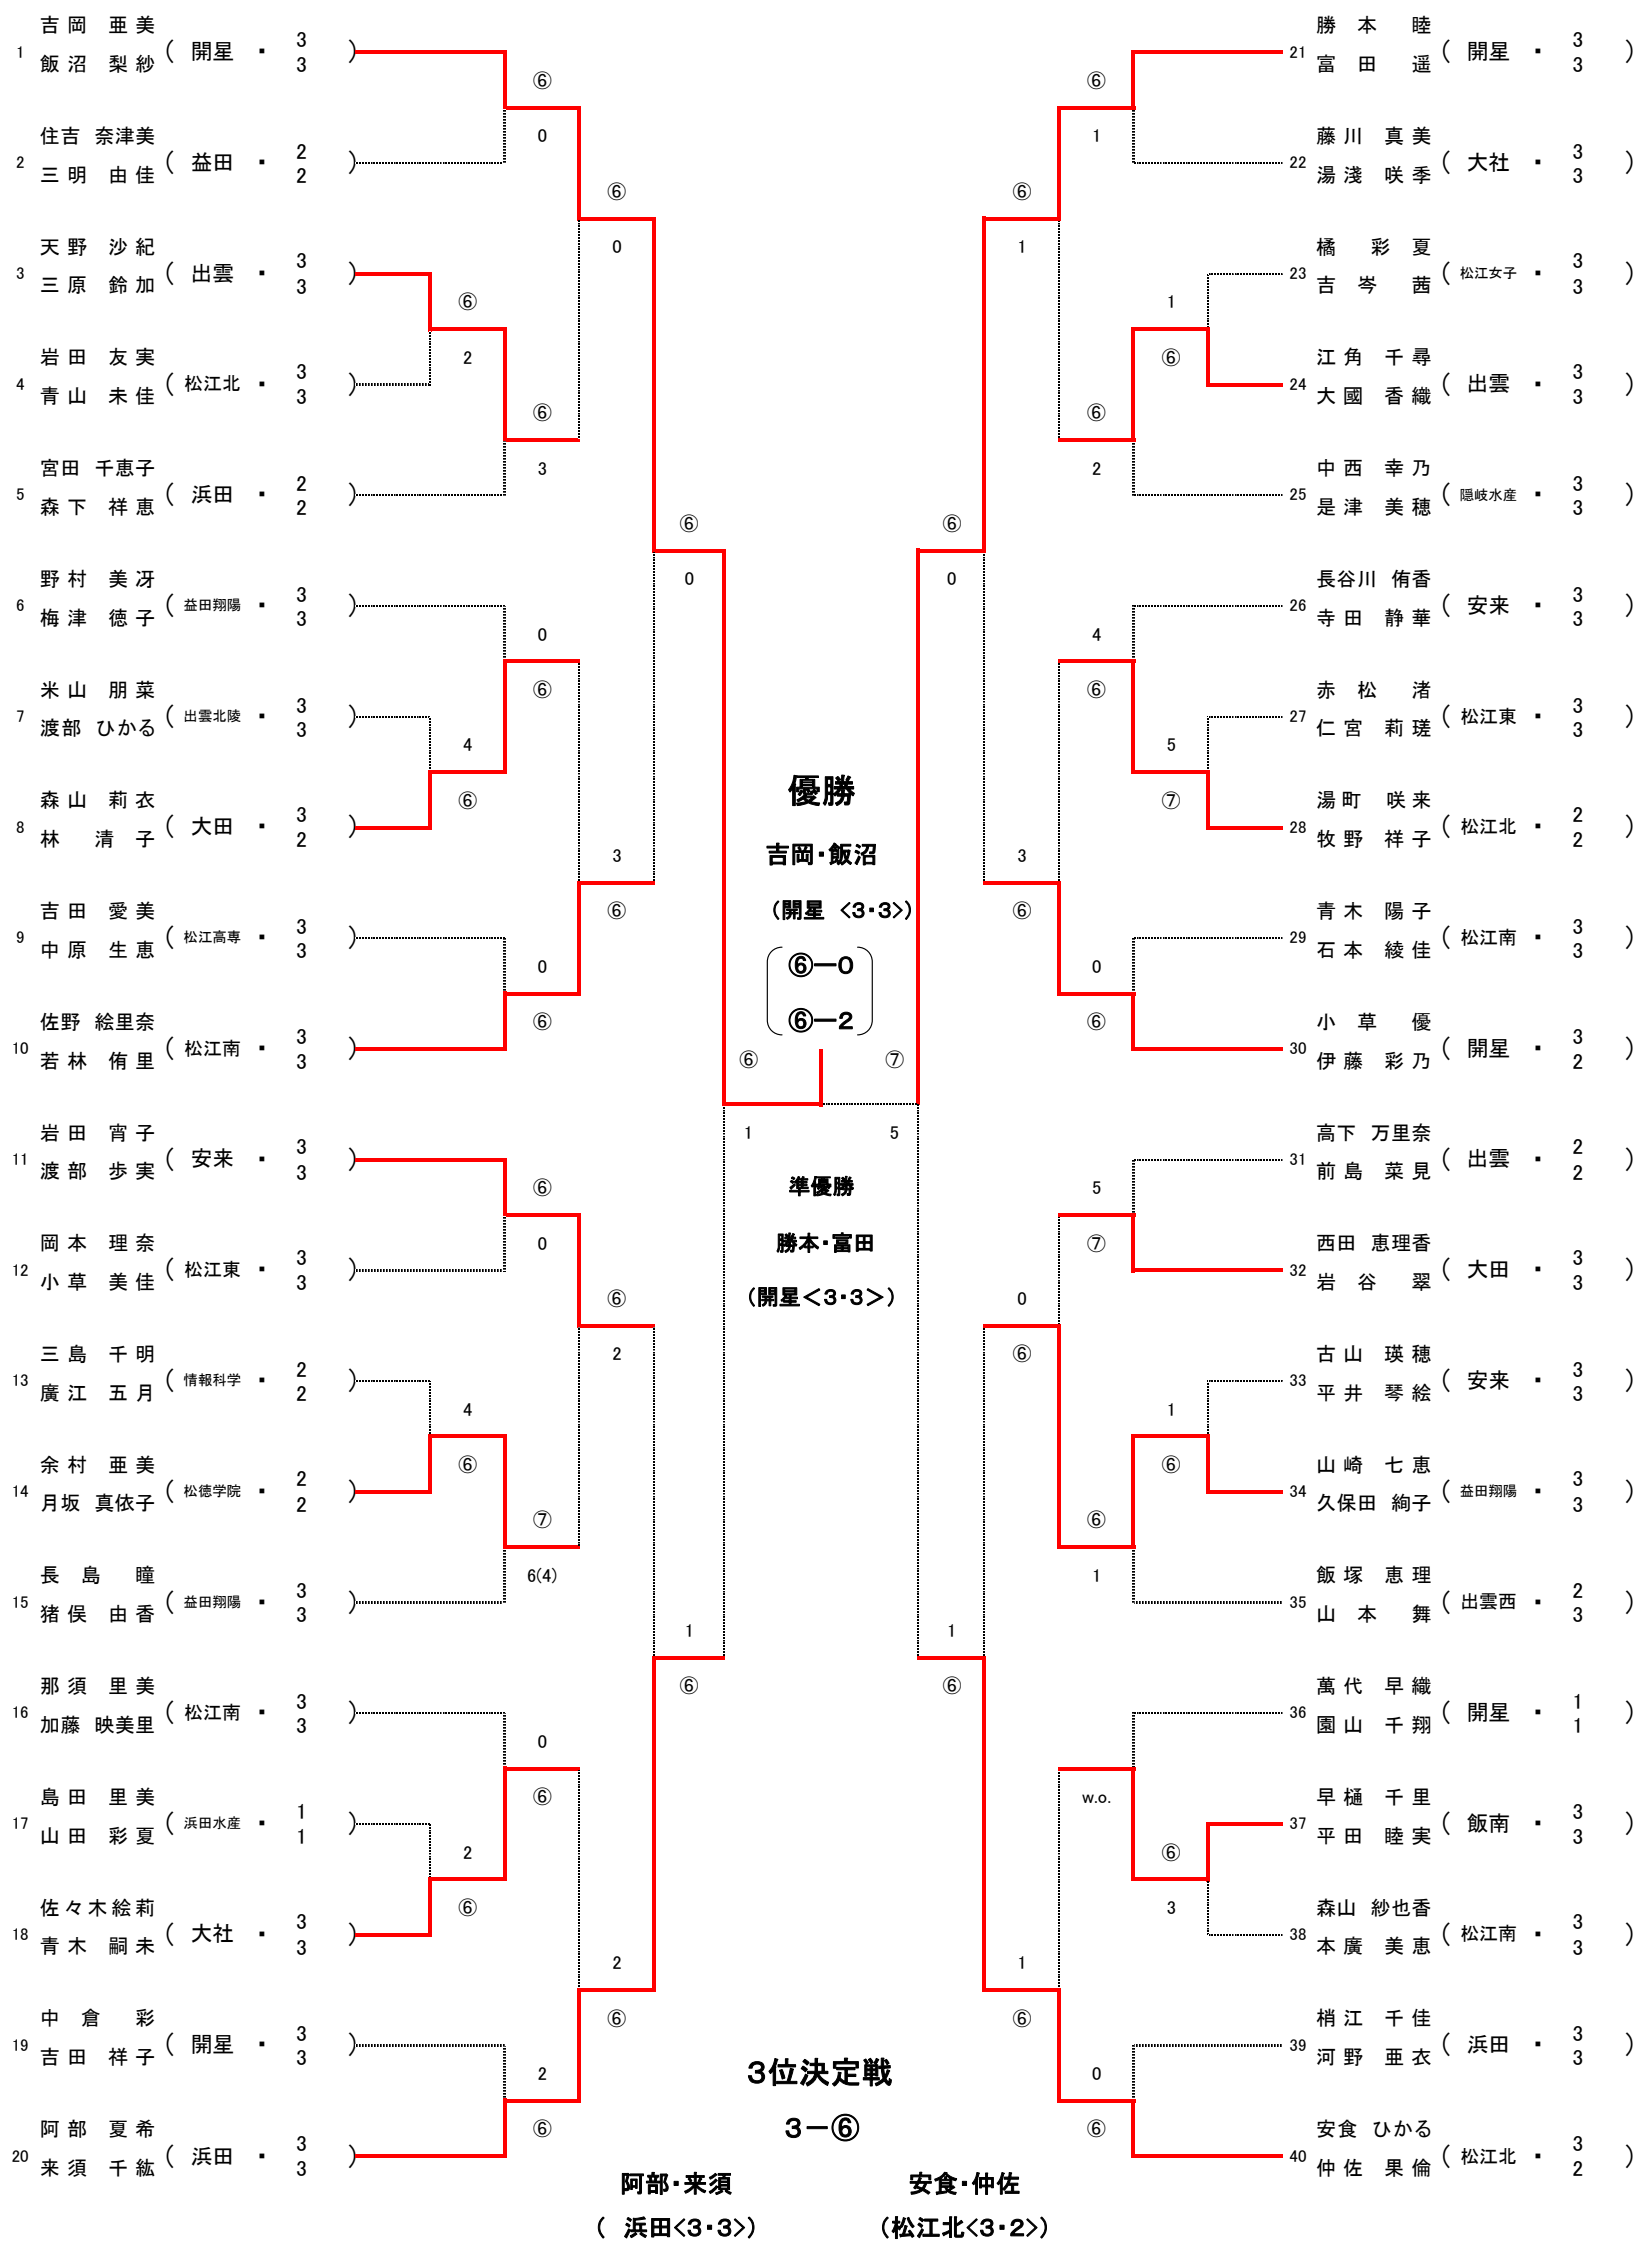 吉岡 亜美
1 飯沼 梨紗 ( 開星 ・ 3 3 )
住吉 奈津美
2 三明 由佳 ( 益田 ・ 2 2 )
天野 沙紀
3 三原 鈴加 ( 出雲 ・ 3 3 )
岩田 友実
4 青山 未佳 ( 松江北 ・ 3 3 )
宮田 千恵子
5 森下 祥恵 ( 浜田 ・ 2 2 )
野村 美冴
6 梅津 徳子 ( 益田翔陽 ・ 3 3 )
米山 朋菜
7 渡部 ひかる ( 出雲北陵 ・ 3 3 )
森山 莉衣
8 林 清子 ( 大田 ・ 3 2 )
吉田 愛美
9 中原 生恵 ( 松江高専 ・ 3 3 )
佐野 絵里奈
10 若林 侑里 ( 松江南 ・ 3 3 )
岩田 宵子
11 渡部 歩実 ( 安来 ・ 3 3 )
岡本 理奈
12 小草 美佳 ( 松江東 ・ 3 3 )
三島 千明
13 廣江 五月 ( 情報科学 ・ 2 2 )
余村 亜美
14 月坂 真依子 ( 松徳学院 ・ 2 2 )
長島 瞳
15 猪俣 由香 ( 益田翔陽 ・ 3 3 )
那須 里美
16 加藤 映美里 ( 松江南 ・ 3 3 )
島田 里美
17 山田 彩夏 ( 浜田水産 ・ 1 1 )
佐々木絵莉
18 青木 嗣未 ( 大社 ・ 3 3 )
中倉 彩
19 吉田 祥子 ( 開星 ・ 3 3 )
阿部 夏希
20 来須 千紘 ( 浜田 ・ 3 3 )
⑥
0
⑥
2
⑥
3
0
⑥
4
⑥
0
⑥
⑥
0
4
⑥
⑦
6(4)
0
⑥
2
⑥
2
⑥
⑥
0
3
⑥
⑥
2
2
⑥
⑥
0
1
⑥
⑥
1
優勝
吉岡・飯沼
(開星 <3・3>)
⑥ー0
⑥ー2
準優勝
勝本・富田
(開星<3・3>)
3位決定戦
3－⑥
阿部・来須
( 浜田<3・3>)
安食・仲佐
(松江北<3・2>)
⑦
5
⑥
0
1
⑥
⑥
1
3
⑥
0
⑥
1
⑥
⑥
1
1
⑥
⑥
2
4
⑥
5
⑦
0
⑥
5
⑦
1
⑥
⑥
1
w.o.
⑥
3
0
⑥
勝本 睦
21 富田 遥 ( 開星 ・ 3 3 )
藤川 真美
22 湯淺 咲季 ( 大社 ・ 3 3 )
橘 彩夏
23 吉岑 茜 ( 松江女子 ・ 3 3 )
江角 千尋
24 大國 香織 ( 出雲 ・ 3 3 )
中西 幸乃
25 是津 美穂 ( 隠岐水産 ・ 3 3 )
長谷川 侑香
26 寺田 静華 ( 安来 ・ 3 3 )
赤松 渚
27 仁宮 莉瑳 ( 松江東 ・ 3 3 )
湯町 咲来
28 牧野 祥子 ( 松江北 ・ 2 2 )
青木 陽子
29 石本 綾佳 ( 松江南 ・ 3 3 )
小草 優
30 伊藤 彩乃 ( 開星 ・ 3 2 )
高下 万里奈
31 前島 菜見 ( 出雲 ・ 2 2 )
西田 恵理香
32 岩谷 翠 ( 大田 ・ 3 3 )
古山 瑛穂
33 平井 琴絵 ( 安来 ・ 3 3 )
山崎 七恵
34 久保田 絢子 ( 益田翔陽 ・ 3 3 )
飯塚 恵理
35 山本 舞 ( 出雲西 ・ 2 3 )
萬代 早織
36 園山 千翔 ( 開星 ・ 1 1 )
早樋 千里
37 平田 睦実 ( 飯南 ・ 3 3 )
森山 紗也香
38 本廣 美恵 ( 松江南 ・ 3 3 )
梢江 千佳
39 河野 亜衣 ( 浜田 ・ 3 3 )
安食 ひかる
40 仲佐 果倫 ( 松江北 ・ 3 2 )